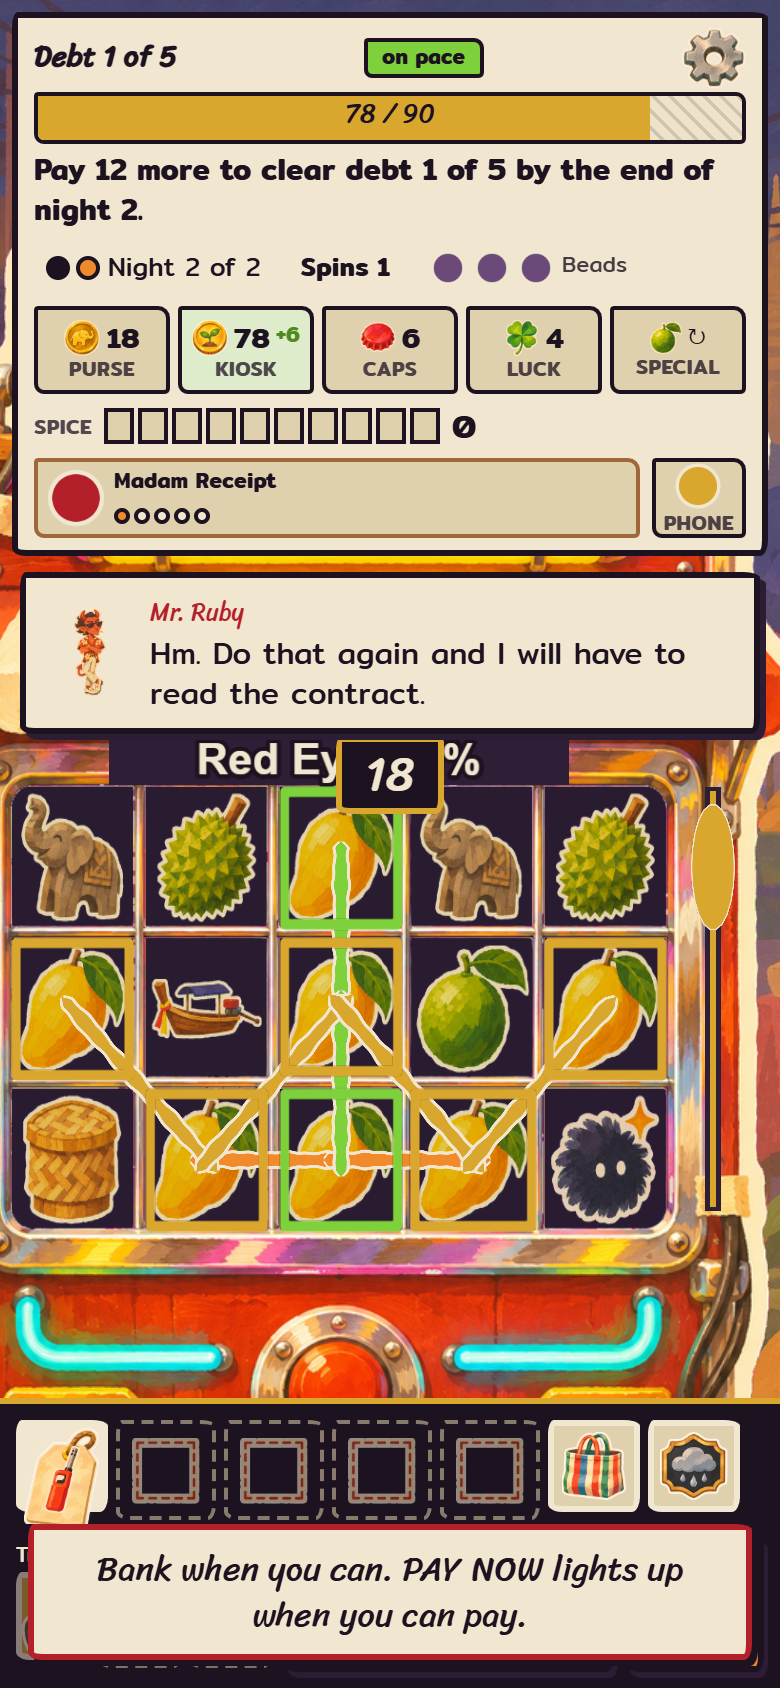 Debt 1 of 5
on pace
78 / 90
Pay 12 more to clear debt 1 of 5 by the end of
night 2.
Night 2 of 2
Spins 1
Beads
18
PURSE
78 +6
KIOSK
6
CAPS
4
LUCK
SPECIAL
SPICE
0
Madam Receipt
PHONE
Mr. Ruby
Hm. Do that again and I will have to
read the contract.
Red Ey
%
18
Bank when you can. PAY NOW lights up
when you can pay.